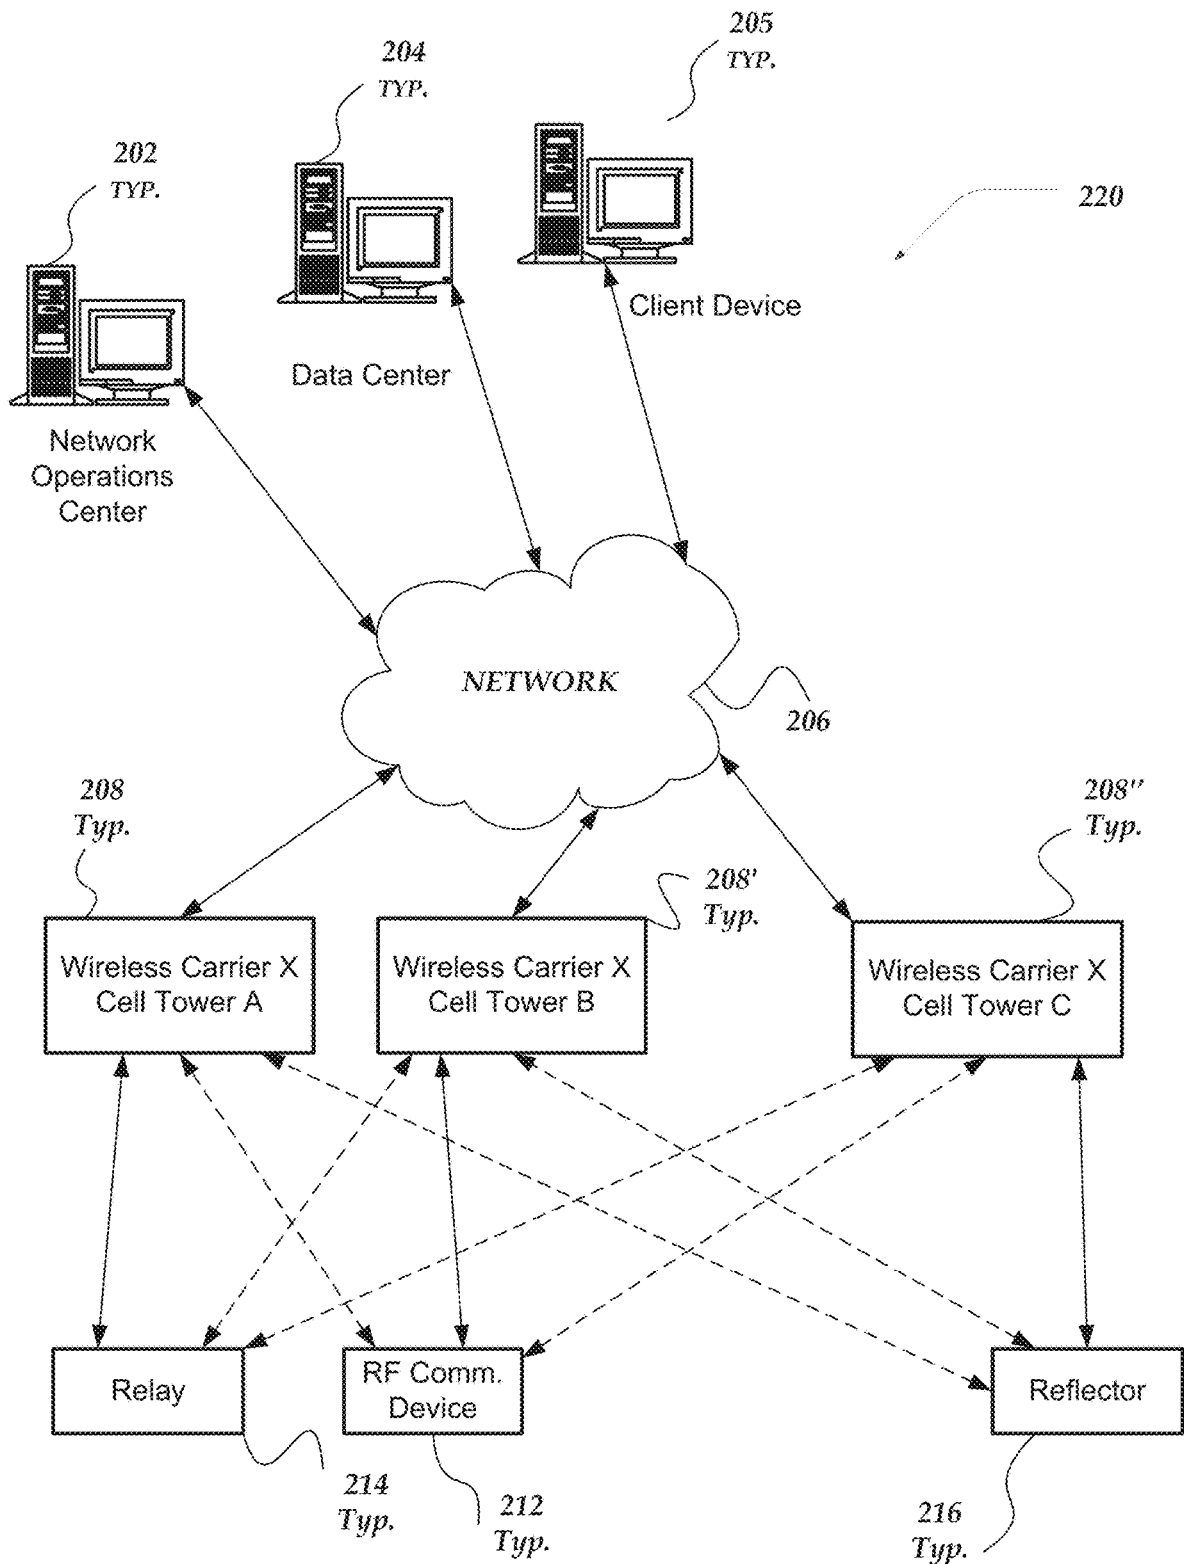 205
TYP.
204
TYP.
202
TYP.
220
Client Device
Data Center
Network
Operations
Center
NETWORK
206
208
Typ.
208'
Typ.
208"
Typ.
Wireless Carrier X
Cell Tower A
Wireless Carrier X
Cell Tower B
Wireless Carrier X
Cell Tower C
Relay
RF Comm.
Device
Reflector
214
Typ.
212
Typ.
216
Typ.